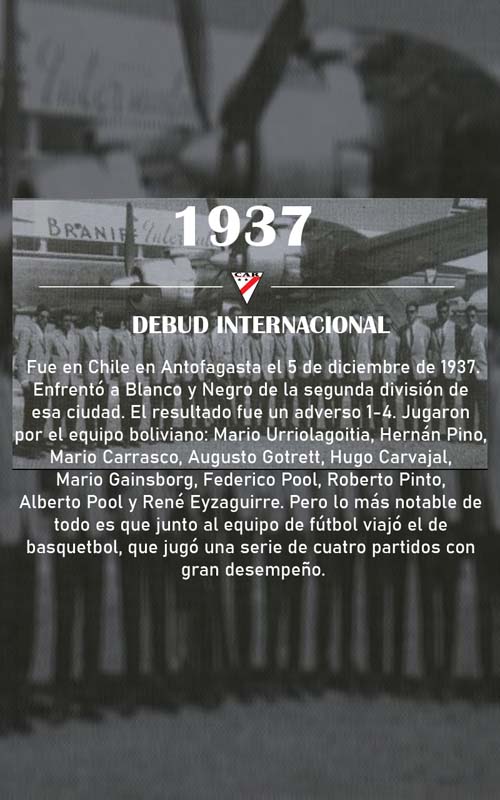 Interna
BRANIFF Internat
1937
CAR
DEBUD INTERNACIONAL
Fue en Chile en Antofagasta el 5 de diciembre de 1937.
Enfrentó a Blanco y Negro de la segunda división de
esa ciudad. El resultado fue un adverso 1-4. Jugaron
por el equipo boliviano: Mario Urriolagoitia, Hernán Pino,
Mario Carrasco, Augusto Gotrett, Hugo Carvajal,
Mario Gainsborg, Federico Pool, Roberto Pinto,
Alberto Pool y René Eyzaguirre. Pero lo más notable de
todo es que junto al equipo de fútbol viajó el de
basquetbol, que jugó una serie de cuatro partidos con
gran desempeño.